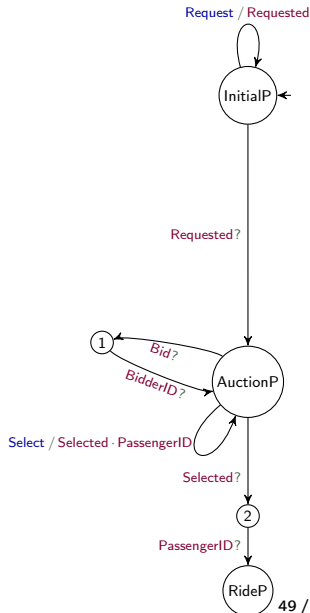 Request / Requested
InitialP
Requested?
1
Bid?
BidderID?
AuctionP
Select / Selected · PassengerID
Selected?
2
PassengerID?
RideP
49 /